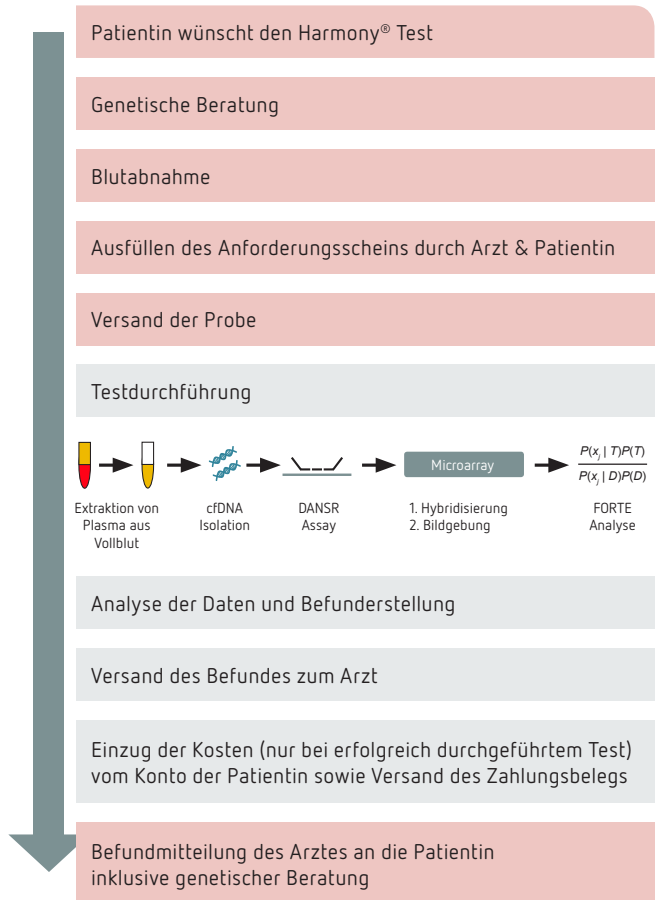 Patientin wünscht den Harmony® Test
Genetische Beratung
Blutabnahme
Ausfüllen des Anforderungsscheins durch Arzt & Patientin
Versand der Probe
Testdurchführung
Extraktion von
Plasma aus
Vollblut
cfDNA
Isolation
DANSR
Assay
Microarray
1. Hybridisierung
2. Bildgebung
P(xⱼ | T)P(T)
P(xⱼ | D)P(D)
FORTE
Analyse
Analyse der Daten und Befunderstellung
Versand des Befundes zum Arzt
Einzug der Kosten (nur bei erfolgreich durchgeführtem Test)
vom Konto der Patientin sowie Versand des Zahlungsbelegs
Befundmitteilung des Arztes an die Patientin
inklusive genetischer Beratung